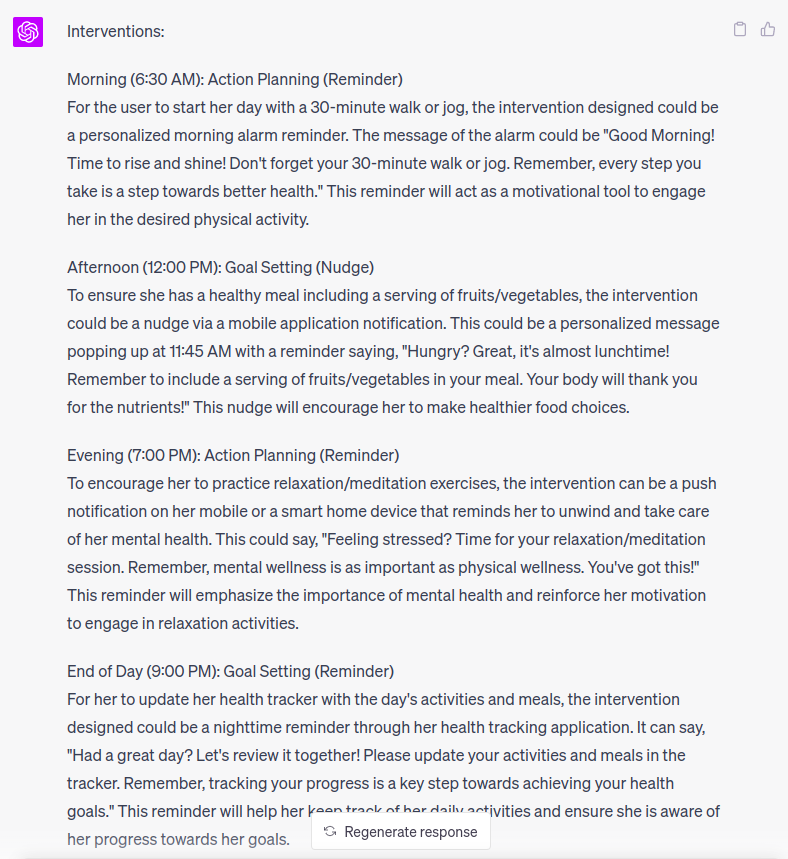 Interventions:
Morning (6:30 AM): Action Planning (Reminder)
For the user to start her day with a 30-minute walk or jog, the intervention designed could be
a personalized morning alarm reminder. The message of the alarm could be "Good Morning!
Time to rise and shine! Don't forget your 30-minute walk or jog. Remember, every step you
take is a step towards better health." This reminder will act as a motivational tool to engage
her in the desired physical activity.
Afternoon (12:00 PM): Goal Setting (Nudge)
To ensure she has a healthy meal including a serving of fruits/vegetables, the intervention
could be a nudge via a mobile application notification. This could be a personalized message
popping up at 11:45 AM with a reminder saying, "Hungry? Great, it's almost lunchtime!
Remember to include a serving of fruits/vegetables in your meal. Your body will thank you
for the nutrients!" This nudge will encourage her to make healthier food choices.
Evening (7:00 PM): Action Planning (Reminder)
To encourage her to practice relaxation/meditation exercises, the intervention can be a push
notification on her mobile or a smart home device that reminds her to unwind and take care
of her mental health. This could say, "Feeling stressed? Time for your relaxation/meditation
session. Remember, mental wellness is as important as physical wellness. You've got this!"
This reminder will emphasize the importance of mental health and reinforce her motivation
to engage in relaxation activities.
End of Day (9:00 PM): Goal Setting (Reminder)
For her to update her health tracker with the day's activities and meals, the intervention
designed could be a nighttime reminder through her health tracking application. It can say,
"Had a great day? Let's review it together! Please update your activities and meals in the
tracker. Remember, tracking your progress is a key step towards achieving your health
goals." This reminder will help her keep track of her daily activities and ensure she is aware of
her progress towards her goals.
Regenerate response